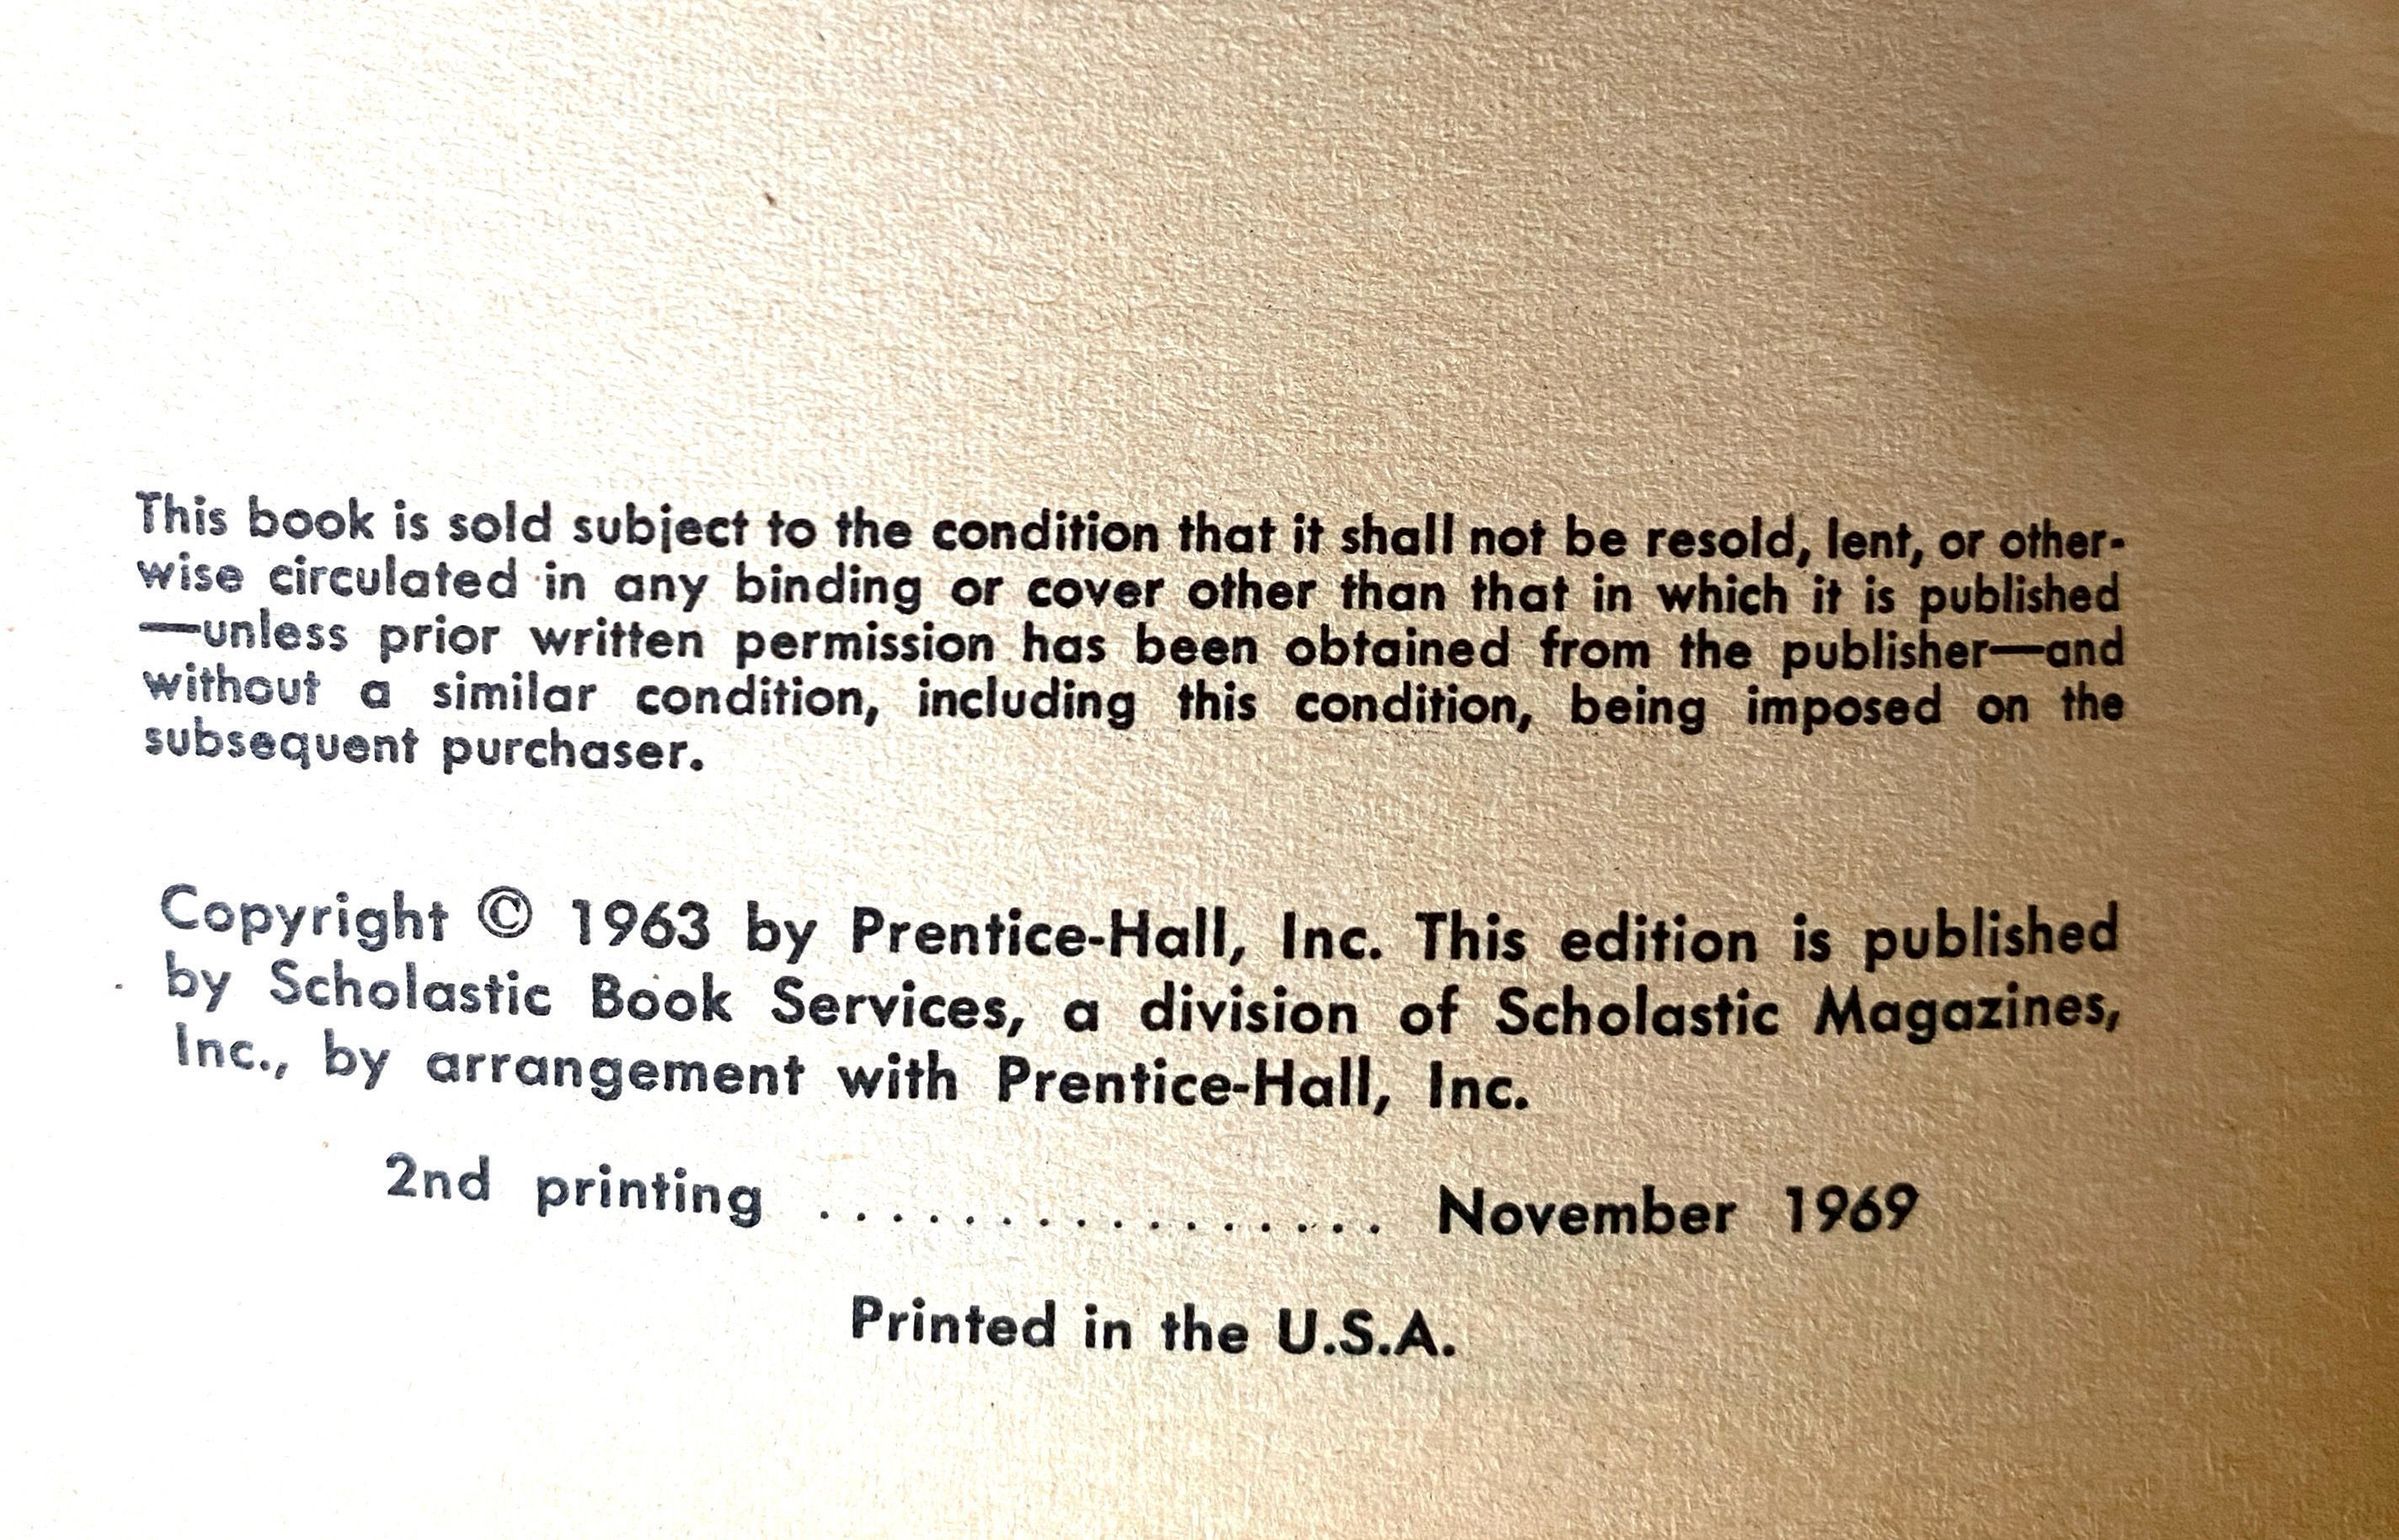 This book is sold subject to the condition that it shall not be resold, lent, or other-
wise circulated in any binding or cover other than that in which it is published
—unless prior written permission has been obtained from the publisher—and
without a similar condition, including this condition, being imposed on the
subsequent purchaser.
Copyright © 1963 by Prentice-Hall, Inc. This edition is published
by Scholastic Book Services, a division of Scholastic Magazines,
Inc., by arrangement with Prentice-Hall, Inc.
2nd printing . . . . . . . . . . . . . . . . November 1969
Printed in the U.S.A.